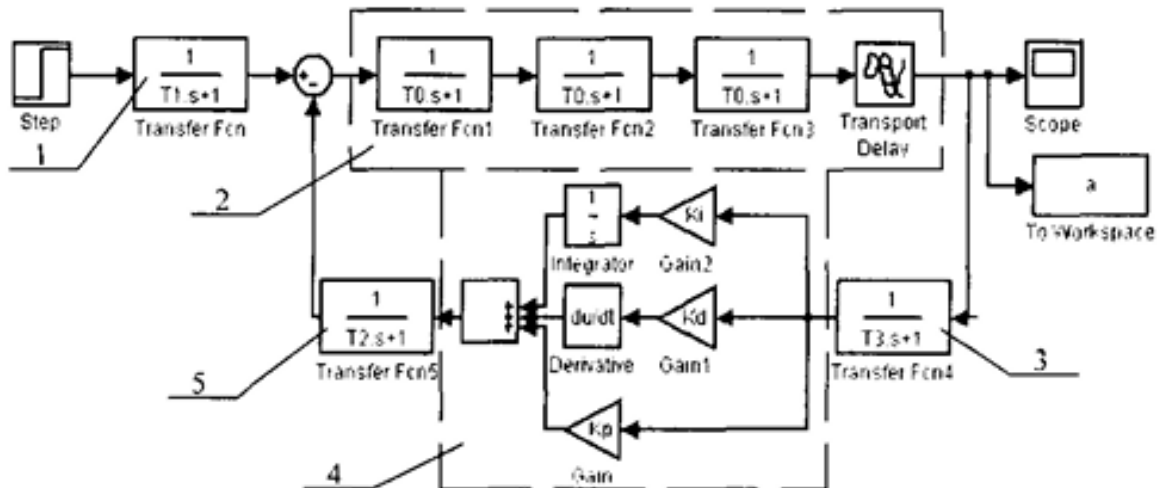 1
T1.s+1
Step
Transfer Fcn
1
+
-
1
T0.s+1
Transfer Fcn1
1
T0.s+1
Transfer Fcn2
1
T0.s+1
Transfer Fcn3
Transport
Delay
Scope
2
a
To Workspace
1
s
Integrator
Ki
Gain2
1
T2.s+1
Transfer Fcn5
5
+
+
+
du/dt
Derivative
Kd
Gain1
1
T3.s+1
Transfer Fcn4
3
Kp
Gain
4